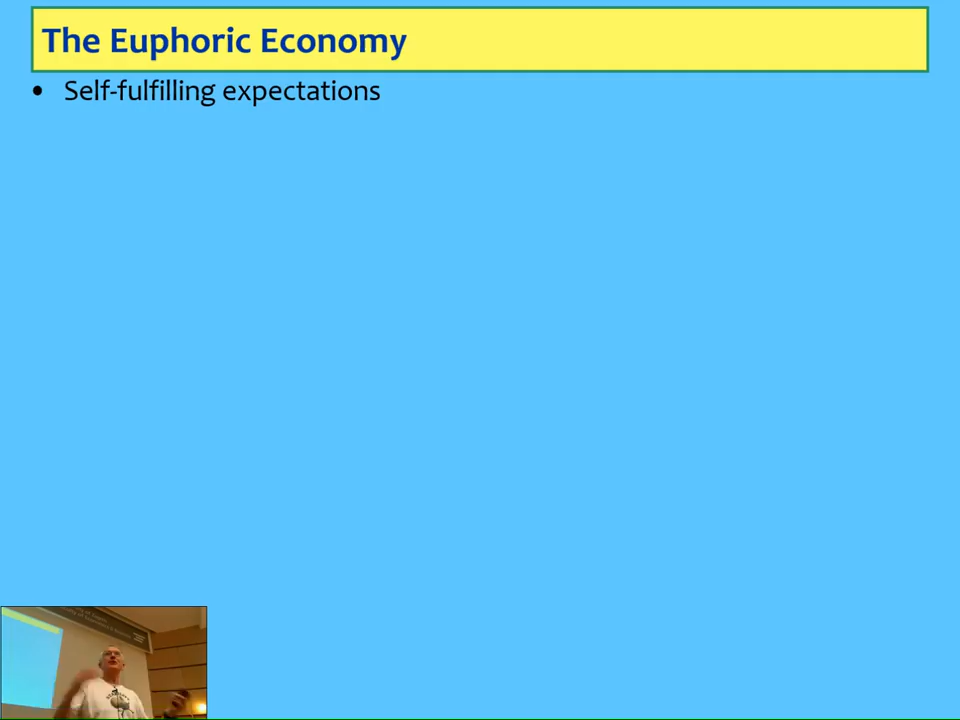 The Euphoric Economy
• Self-fulfilling expectations